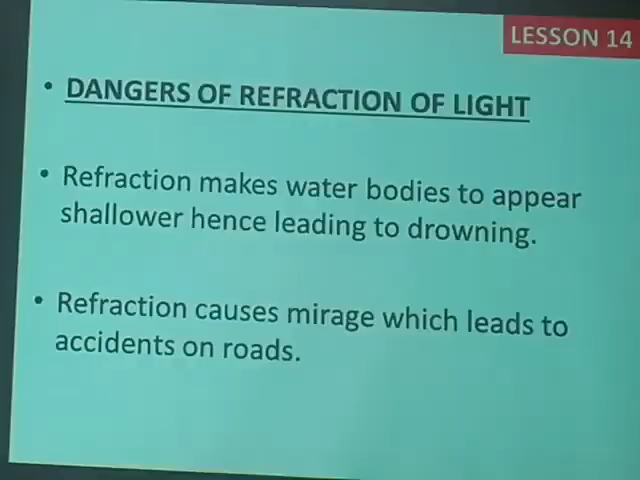 LESSON 14
• DANGERS OF REFRACTION OF LIGHT
• Refraction makes water bodies to appear
shallower hence leading to drowning.
• Refraction causes mirage which leads to
accidents on roads.